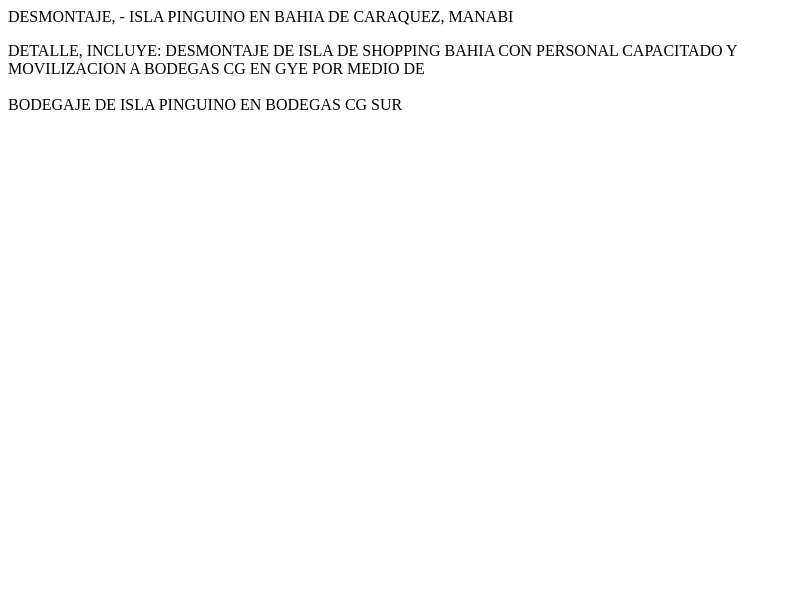 DESMONTAJE, - ISLA PINGUINO EN BAHIA DE CARAQUEZ, MANABI
DETALLE, INCLUYE: DESMONTAJE DE ISLA DE SHOPPING BAHIA CON PERSONAL CAPACITADO Y
MOVILIZACION A BODEGAS CG EN GYE POR MEDIO DE
BODEGAJE DE ISLA PINGUINO EN BODEGAS CG SUR